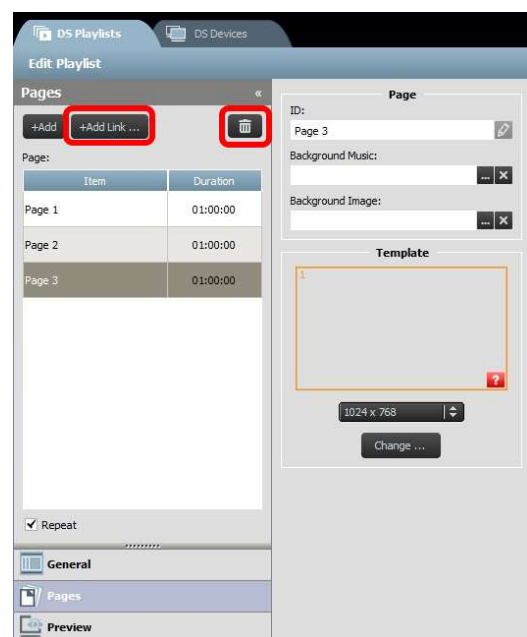 DS Playlists
DS Devices
Edit Playlist
Pages «
+Add
+Add Link ...
Page:
Item Duration
Page 1 01:00:00
Page 2 01:00:00
Page 3 01:00:00
Repeat
General
Pages
Preview
Page
ID:
Page 3
Background Music:
...
Background Image:
...
Template
1
?
1024 x 768
Change ...